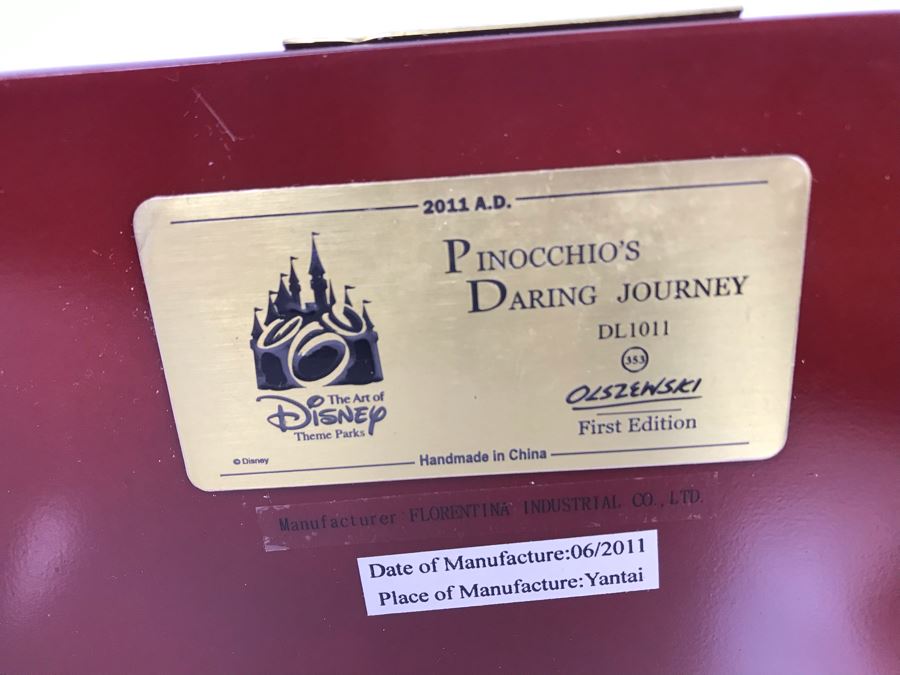 2011 A.D.
PINOCCHIO'S
DARING JOURNEY
DL1011
353
OLSZEWSKI
First Edition
The Art of
Disney
Theme Parks
© Disney
Handmade in China
Manufacturer FLORENTINA INDUSTRIAL CO.,LTD.
Date of Manufacture:06/2011
Place of Manufacture:Yantai